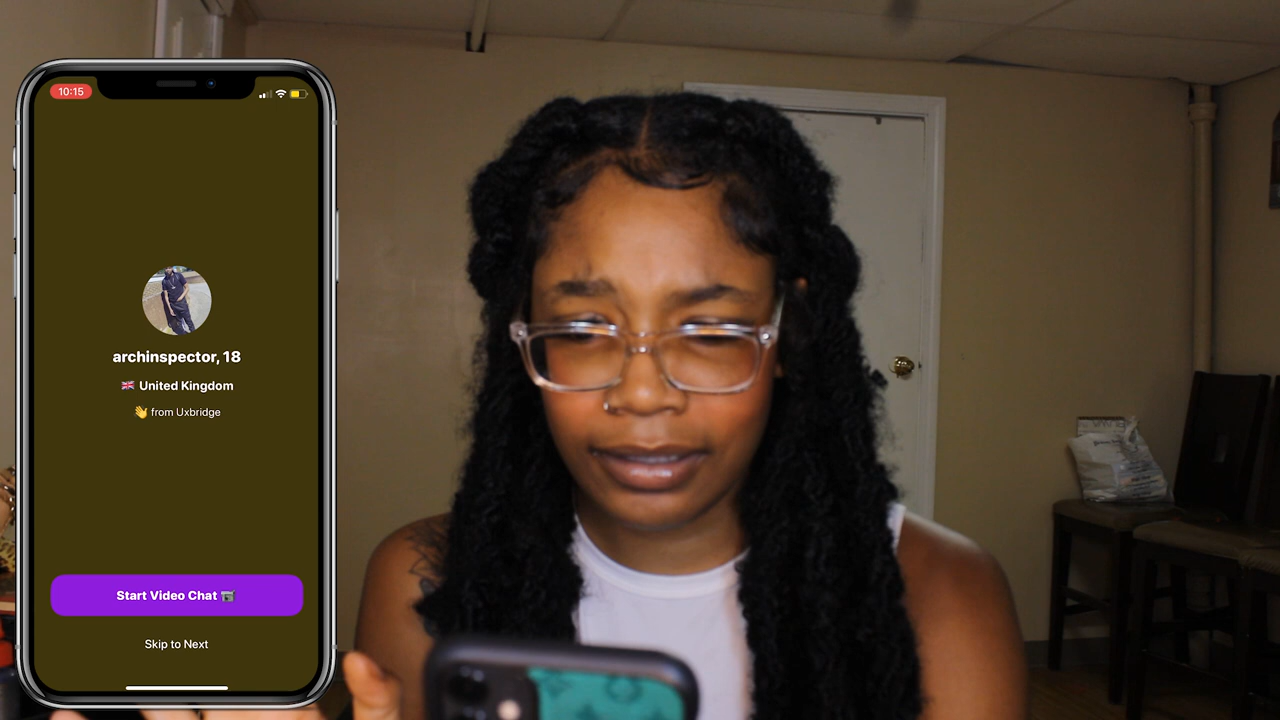 10:15
archinspector, 18
🇬🇧 United Kingdom
👋 from Uxbridge
Start Video Chat 📹
Skip to Next